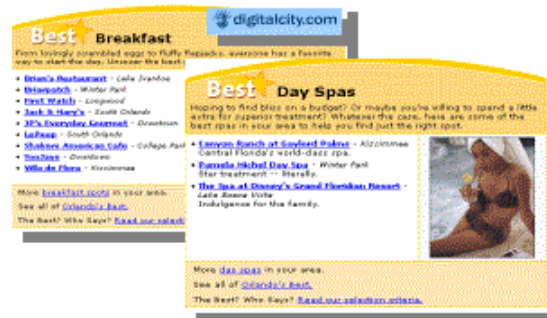 digitalcity.com
Best Breakfast
From lovingly scrambled eggs to fluffy flapjacks, everyone has a favorite
way to start the day. Uncover the best
Brian's Restaurant - Lake Ivanhoe
Briarpatch - Winter Park
First Watch - Longwood
Jack & Mary's - South Orlando
JP's Everyday Gourmet - Downtown
LePeep - South Orlando
Shakers American Cafe - College Park
TooJays - Downtown
Villa de Flora - Kissimmee
More breakfast spots in your area.
See all of Orlando's Best.
The Best? Who Says? Read our selecti
Best Day Spas
Hoping to find bliss on a budget? Or maybe you're willing to spend a little
extra for superior treatment? Whatever the case, here are some of the
best spas in your area to help you find just the right spot.
Canyon Ranch at Gaylord Palms - Kissimmee
Central Florida's world-class spa.
Pamela Michel Day Spa - Winter Park
Star treatment -- literally.
The Spa at Disney's Grand Floridian Resort -
Lake Buena Vista
Indulgence for the family.
More day spas in your area.
See all of Orlando's Best.
The Best? Who Says? Read our selection criteria.